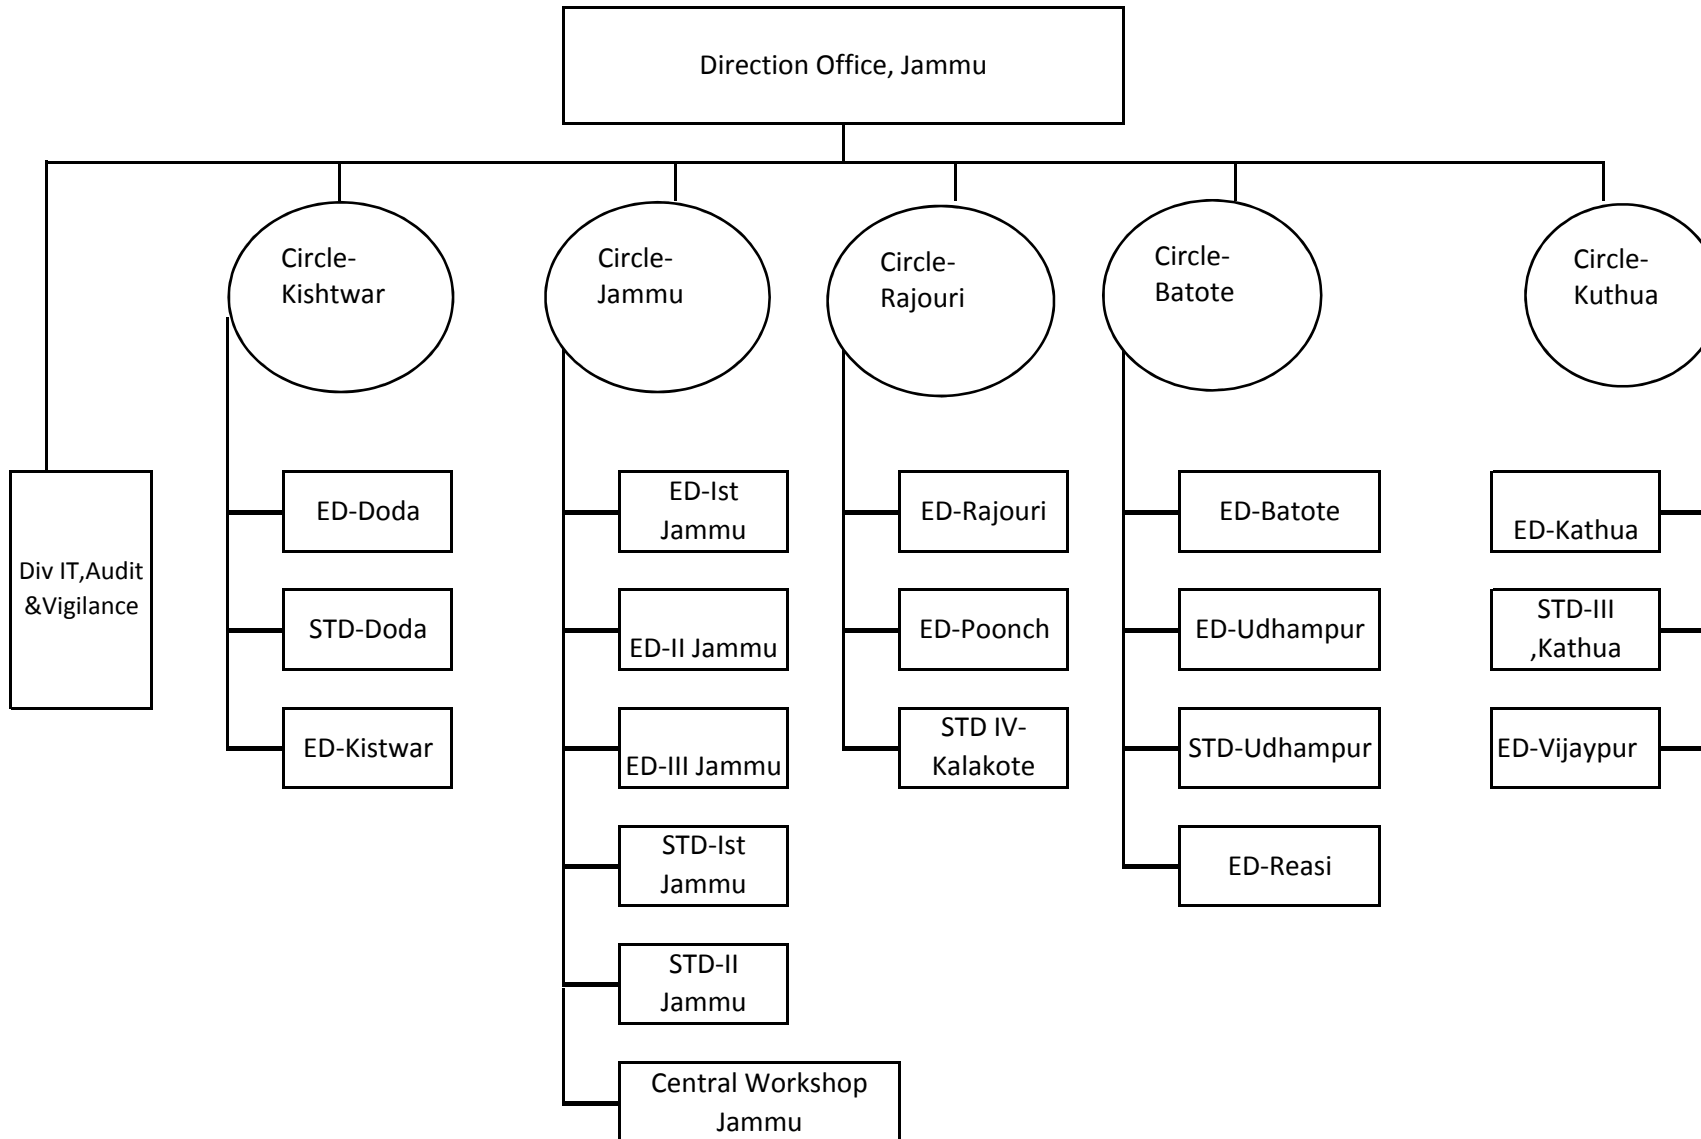 Direction Office, Jammu
Circle-
Kishtwar
Circle-
Jammu
Circle-
Rajouri
Circle-
Batote
Circle-
Kuthua
Div IT,Audit
&Vigilance
ED-Doda
STD-Doda
ED-Kistwar
ED-Ist
Jammu
ED-II Jammu
ED-III Jammu
STD-Ist
Jammu
STD-II
Jammu
Central Workshop
Jammu
ED-Rajouri
ED-Poonch
STD IV-
Kalakote
ED-Batote
ED-Udhampur
STD-Udhampur
ED-Reasi
ED-Kathua
STD-III
,Kathua
ED-Vijaypur